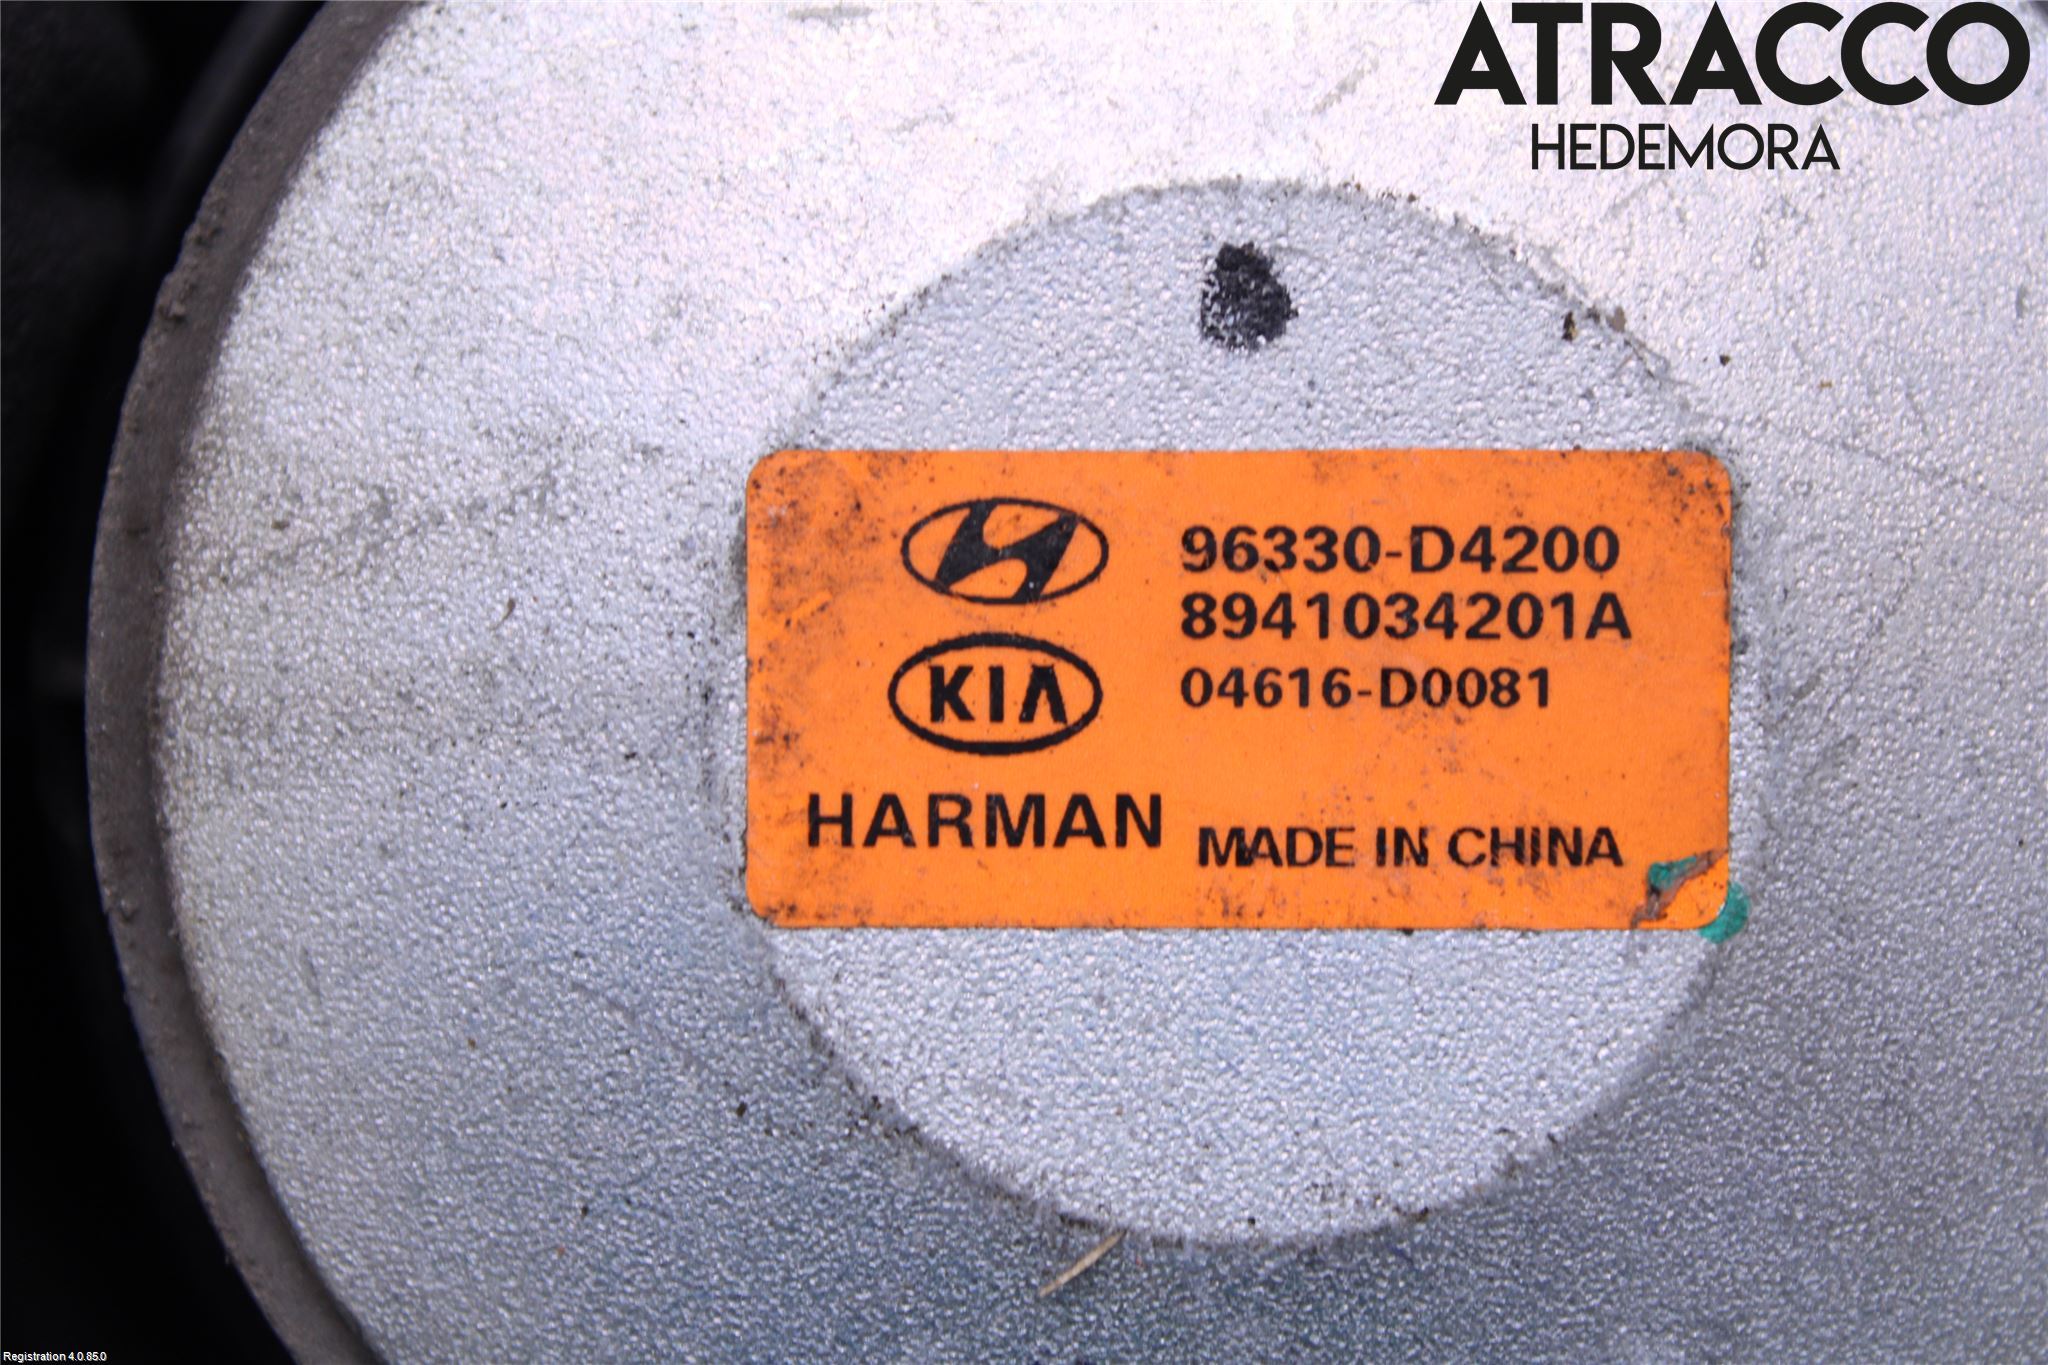 ATRACCO
HEDEMORA
96330-D4200
8941034201A
KIA
04616-D0081
HARMAN
MADE IN CHINA
Registration 4.0.85.0